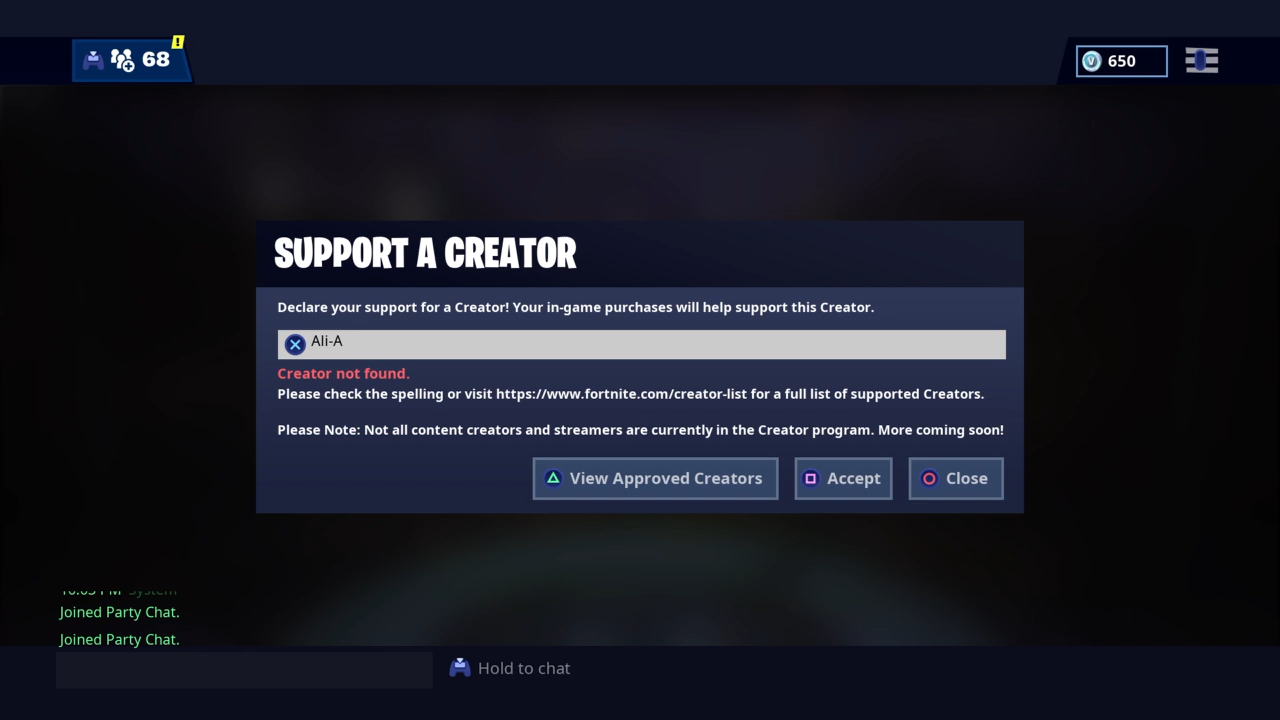 68
!
650
SUPPORT A CREATOR
Declare your support for a Creator! Your in-game purchases will help support this Creator.
Ali-A
Creator not found.
Please check the spelling or visit https://www.fortnite.com/creator-list for a full list of supported Creators.
Please Note: Not all content creators and streamers are currently in the Creator program. More coming soon!
View Approved Creators
Accept
Close
System
Joined Party Chat.
Joined Party Chat.
Hold to chat